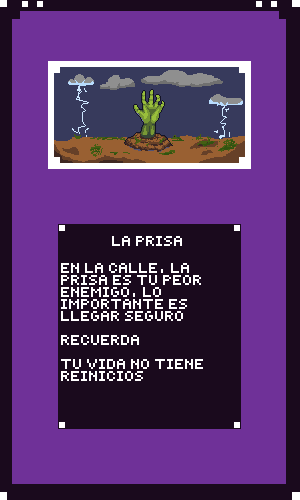 LA PRISA
EN LA CALLE, LA
PRISA ES TU PEOR
ENEMIGO. LO
IMPORTANTE ES
LLEGAR SEGURO
RECUERDA
TU VIDA NO TIENE
REINICIOS